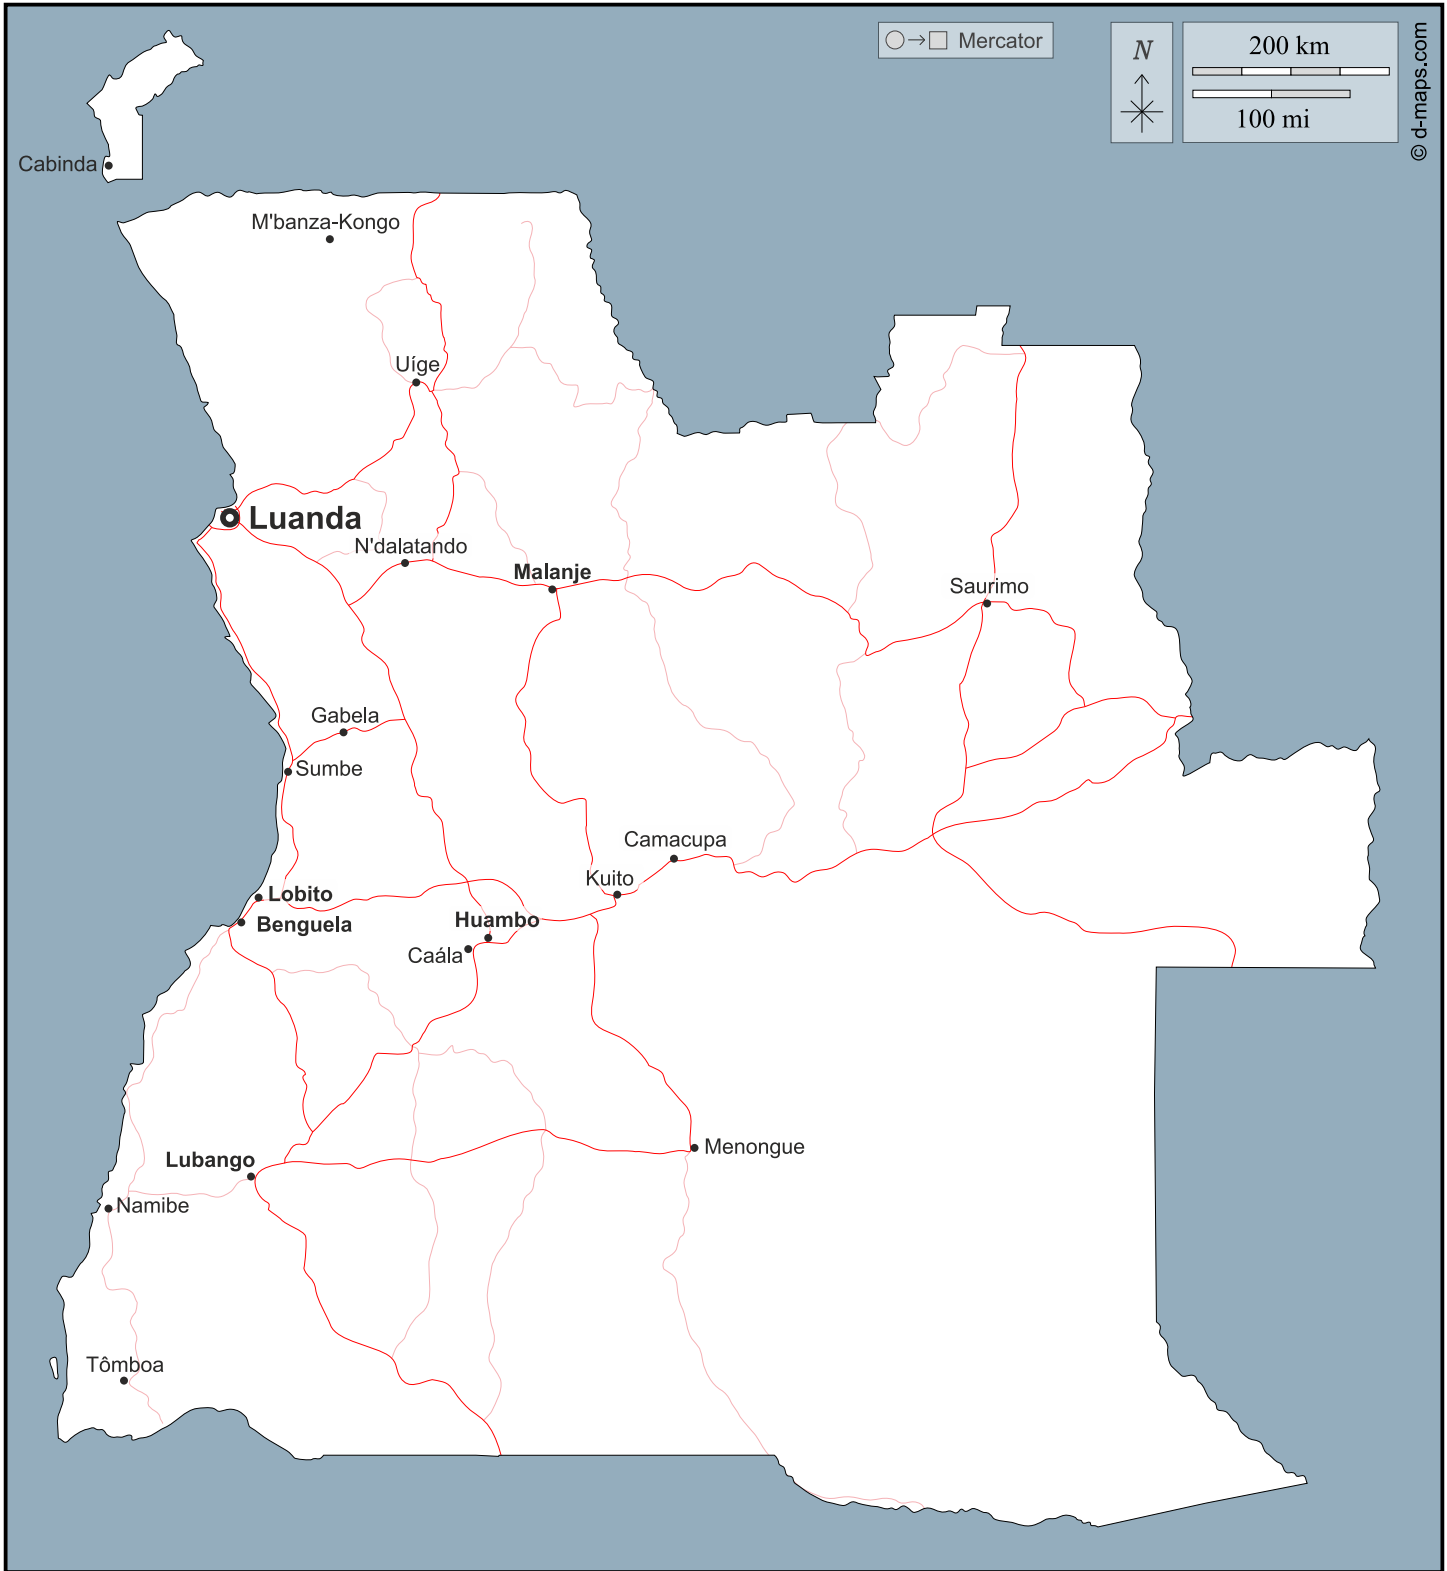 Mercator
N
200 km
100 mi
© d-maps.com
Cabinda
M'banza-Kongo
Uíge
Luanda
N'dalatando
Malanje
Saurimo
Gabela
Sumbe
Camacupa
Kuito
Lobito
Benguela
Huambo
Caála
Menongue
Lubango
Namibe
Tômboa